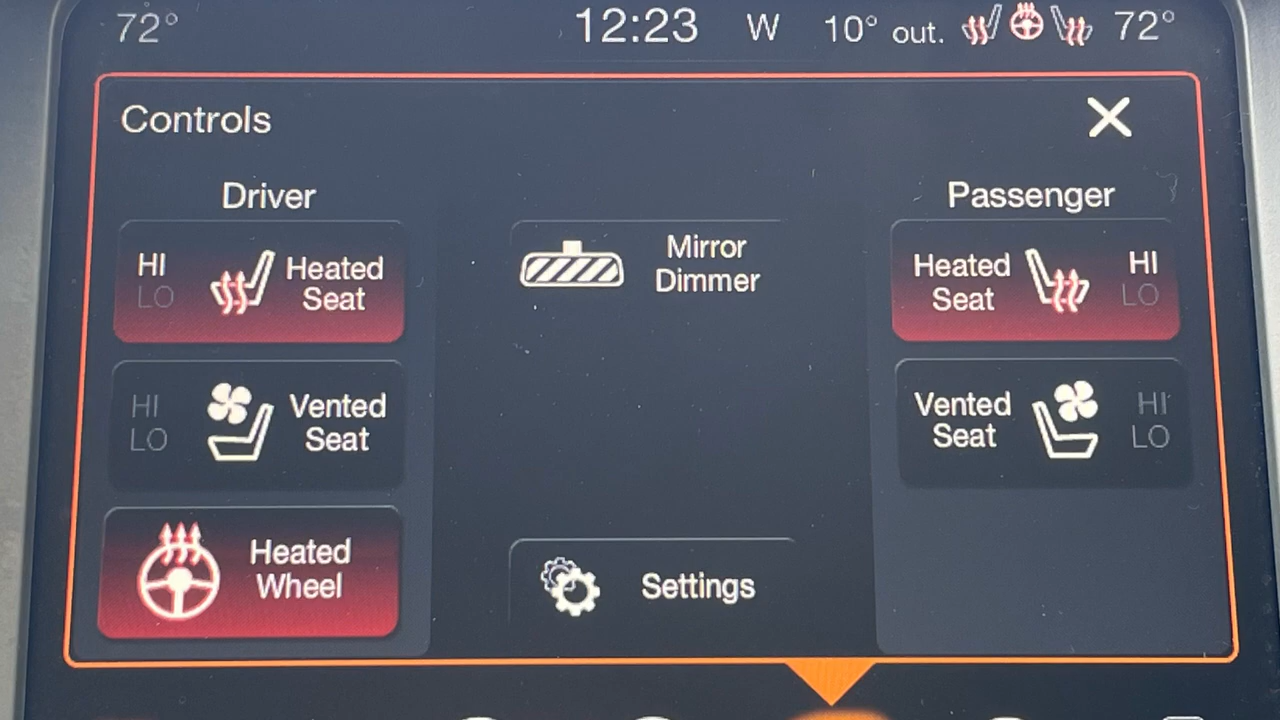 72° 12:23 W 10° out. 72°
Controls
Driver
Passenger
HI
LO
Heated
Seat
Mirror
Dimmer
Heated
Seat
HI
LO
HI
LO
Vented
Seat
Vented
Seat
HI
LO
Heated
Wheel
Settings